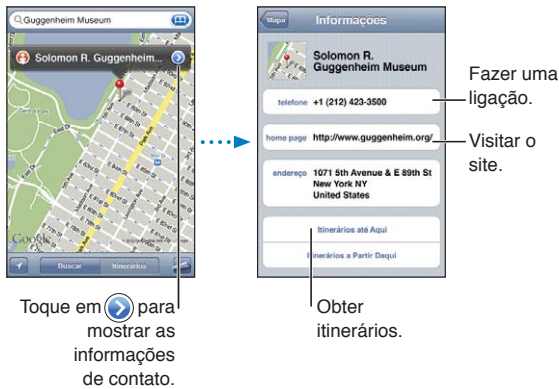 Guggenheim Museum
Solomon R. Guggenheim...
Park Ave
Google
Buscar
Itinerários
Toque em para
mostrar as
informações
de contato.
Mapa
Informações
Solomon R.
Guggenheim Museum
telefone +1 (212) 423-3500
home page http://www.guggenheim.org/
endereço 1071 5th Avenue & E 89th St
New York NY
United States
Itinerários até Aqui
Itinerários a Partir Daqui
Fazer uma
ligação.
Visitar o
site.
Obter
itinerários.